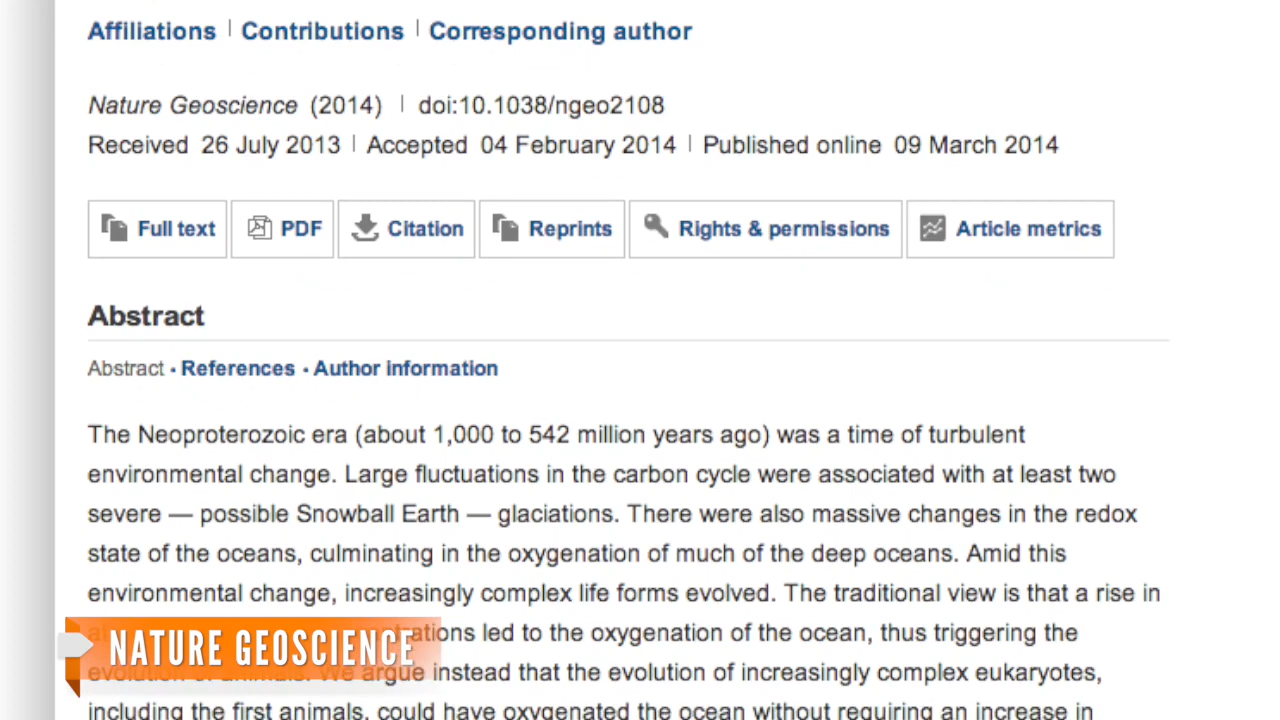 Affiliations | Contributions | Corresponding author
Nature Geoscience (2014) | doi:10.1038/ngeo2108
Received 26 July 2013 | Accepted 04 February 2014 | Published online 09 March 2014
Full text PDF Citation Reprints Rights & permissions Article metrics
Abstract
Abstract • References • Author information
The Neoproterozoic era (about 1,000 to 542 million years ago) was a time of turbulent
environmental change. Large fluctuations in the carbon cycle were associated with at least two
severe — possible Snowball Earth — glaciations. There were also massive changes in the redox
state of the oceans, culminating in the oxygenation of much of the deep oceans. Amid this
environmental change, increasingly complex life forms evolved. The traditional view is that a rise in
led to the oxygenation of the ocean, thus triggering the
NATURE GEOSCIENCE
evolution of animals. We argue instead that the evolution of increasingly complex eukaryotes,
including the first animals, could have oxygenated the ocean without requiring an increase in